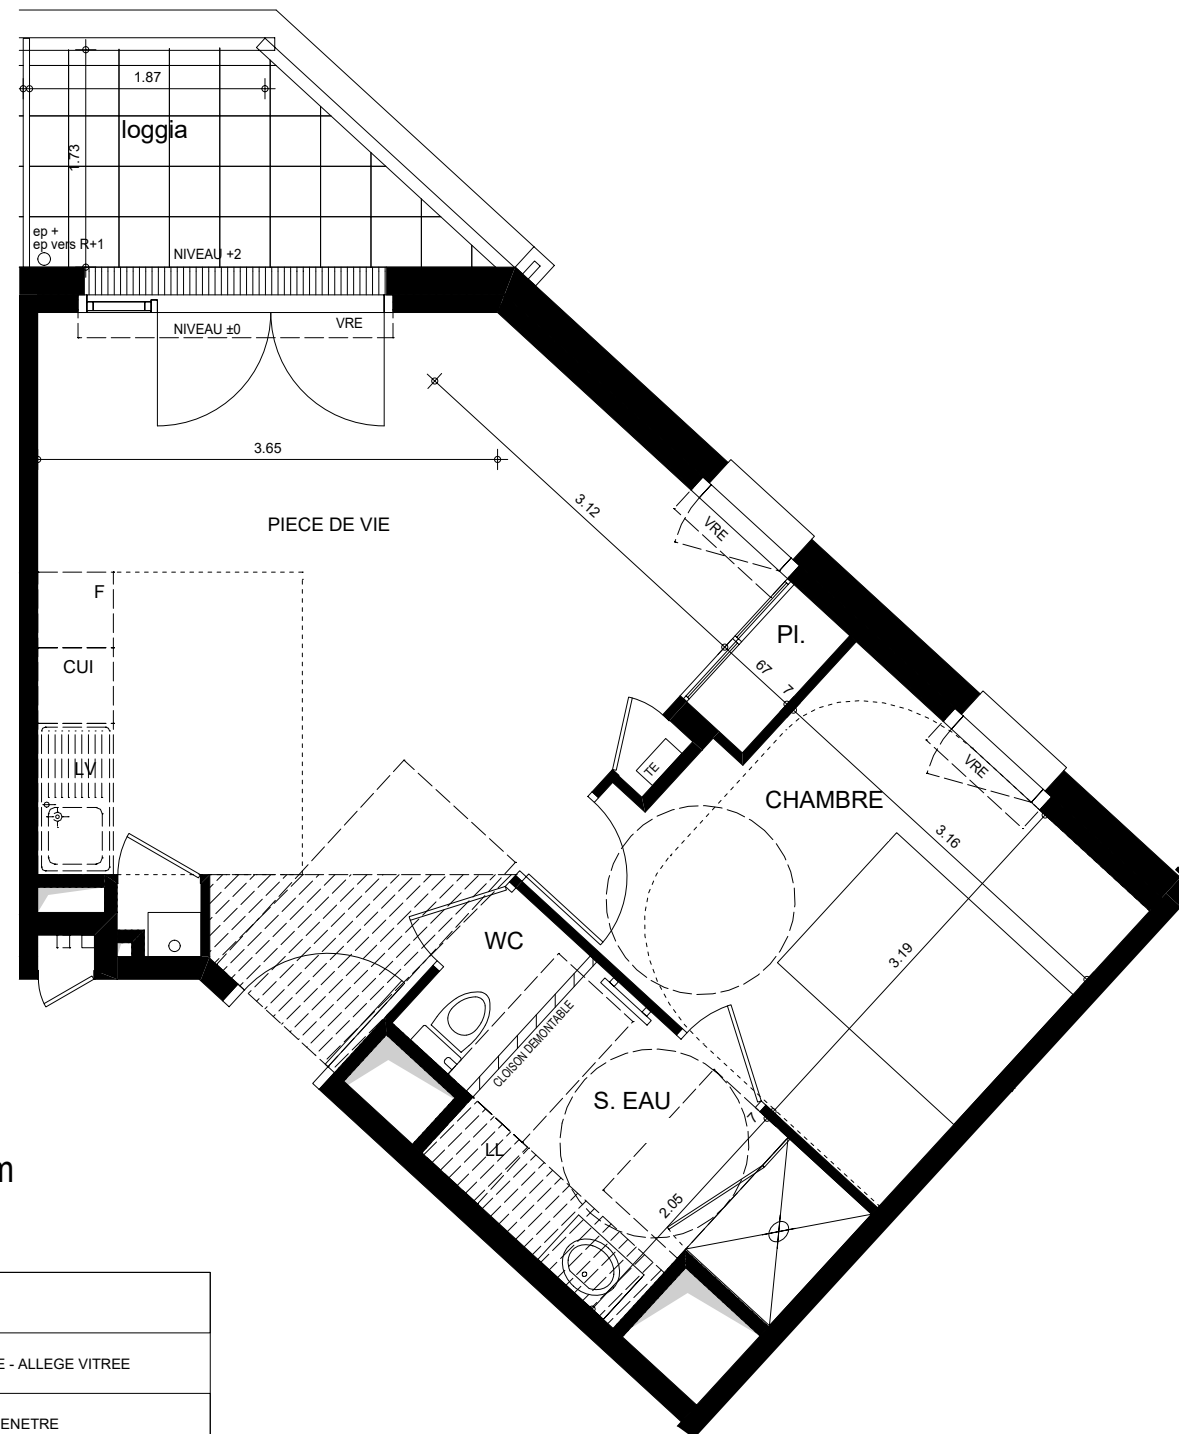 1.87
loggia
1.73
ep +
ep vers R+1
NIVEAU +2
NIVEAU ±0
VRE
3.65
3.12
PIECE DE VIE
VRE
F
CUI
LV
Pl.
67
7
TE
VRE
CHAMBRE
3.16
3.19
WC
CLOISON DEMONTABLE
S. EAU
7
LL
2.05
m
E - ALLEGE VITREE
ENETRE